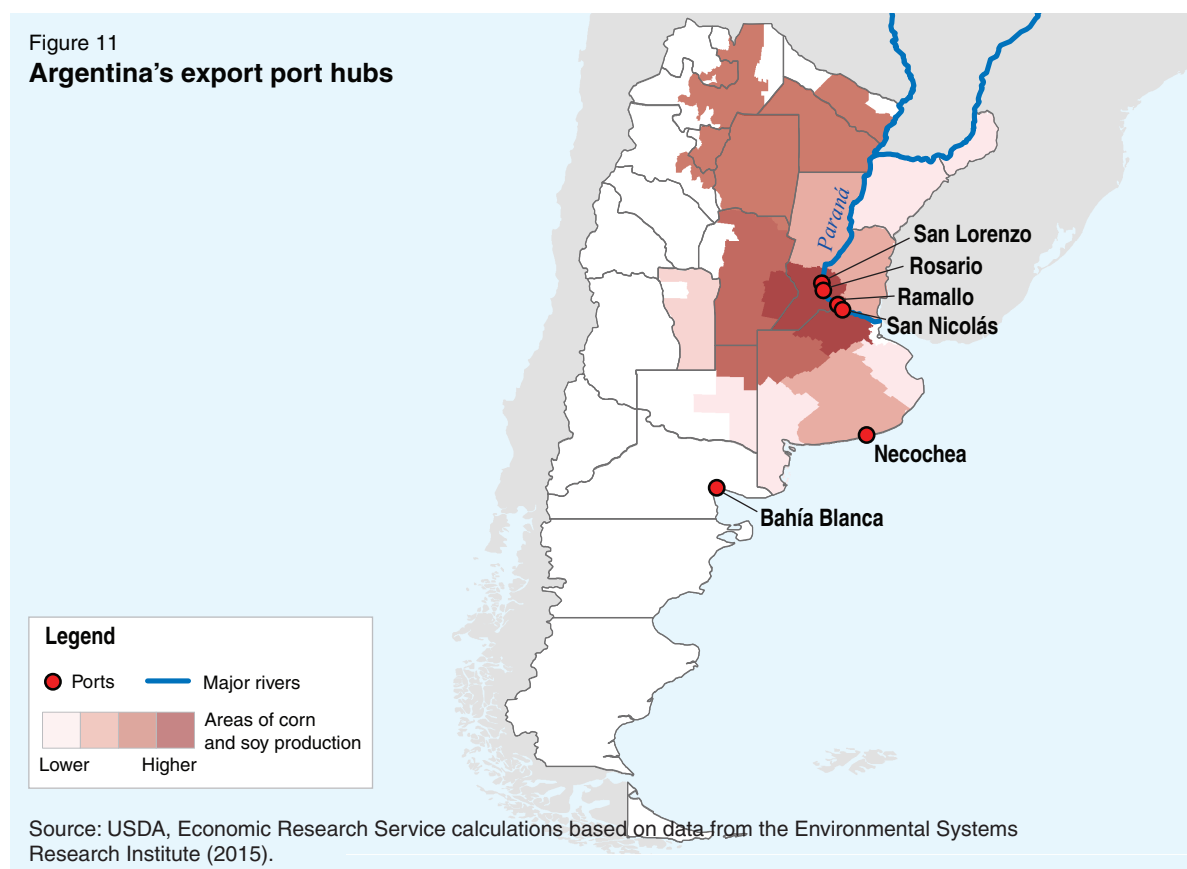 Figure 11
Argentina's export port hubs
Paraná
San Lorenzo
Rosario
Ramallo
San Nicolás
Necochea
Bahía Blanca
Legend
Ports
Major rivers
Areas of corn
and soy production
Lower
Higher
Source: USDA, Economic Research Service calculations based on data from the Environmental Systems
Research Institute (2015).